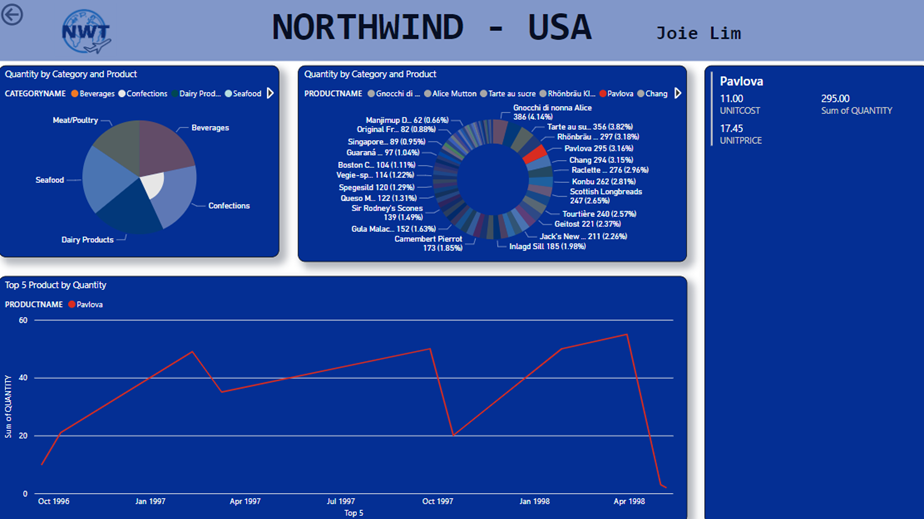 NWT
NORTHWIND - USA
Joie Lim
Quantity by Category and Product
CATEGORYNAME Beverages Confections Dairy Prod... Seafood
Meat/Poultry
Beverages
Seafood
Confections
Dairy Products
Quantity by Category and Product
PRODUCTNAME Gnocchi di ... Alice Mutton Tarte au sucre Rhönbräu Kl... Pavlova Chang
Gnocchi di nonna Alice
386 (4.14%)
Tarte au su... 356 (3.82%)
Rhönbräu ... 297 (3.18%)
Pavlova 295 (3.16%)
Chang 294 (3.15%)
Raclette ... 276 (2.96%)
Konbu 262 (2.81%)
Scottish Longbreads
247 (2.65%)
Tourtière 240 (2.57%)
Geitost 221 (2.37%)
Jack's New ... 211 (2.26%)
Inlagd Sill 185 (1.98%)
Camembert Pierrot
173 (1.85%)
Gula Malac... 152 (1.63%)
Sir Rodney's Scones
139 (1.49%)
Queso M... 122 (1.31%)
Spegesild 120 (1.29%)
Vegie-sp... 114 (1.22%)
Boston C... 104 (1.11%)
Guaraná ... 97 (1.04%)
Singapore... 89 (0.95%)
Original Fr... 82 (0.88%)
Manjimup D... 62 (0.66%)
Pavlova
11.00
UNITCOST
295.00
Sum of QUANTITY
17.45
UNITPRICE
Top 5 Product by Quantity
PRODUCTNAME Pavlova
60
40
20
0
Sum of QUANTITY
Oct 1996 Jan 1997 Apr 1997 Jul 1997 Oct 1997 Jan 1998 Apr 1998
Top 5